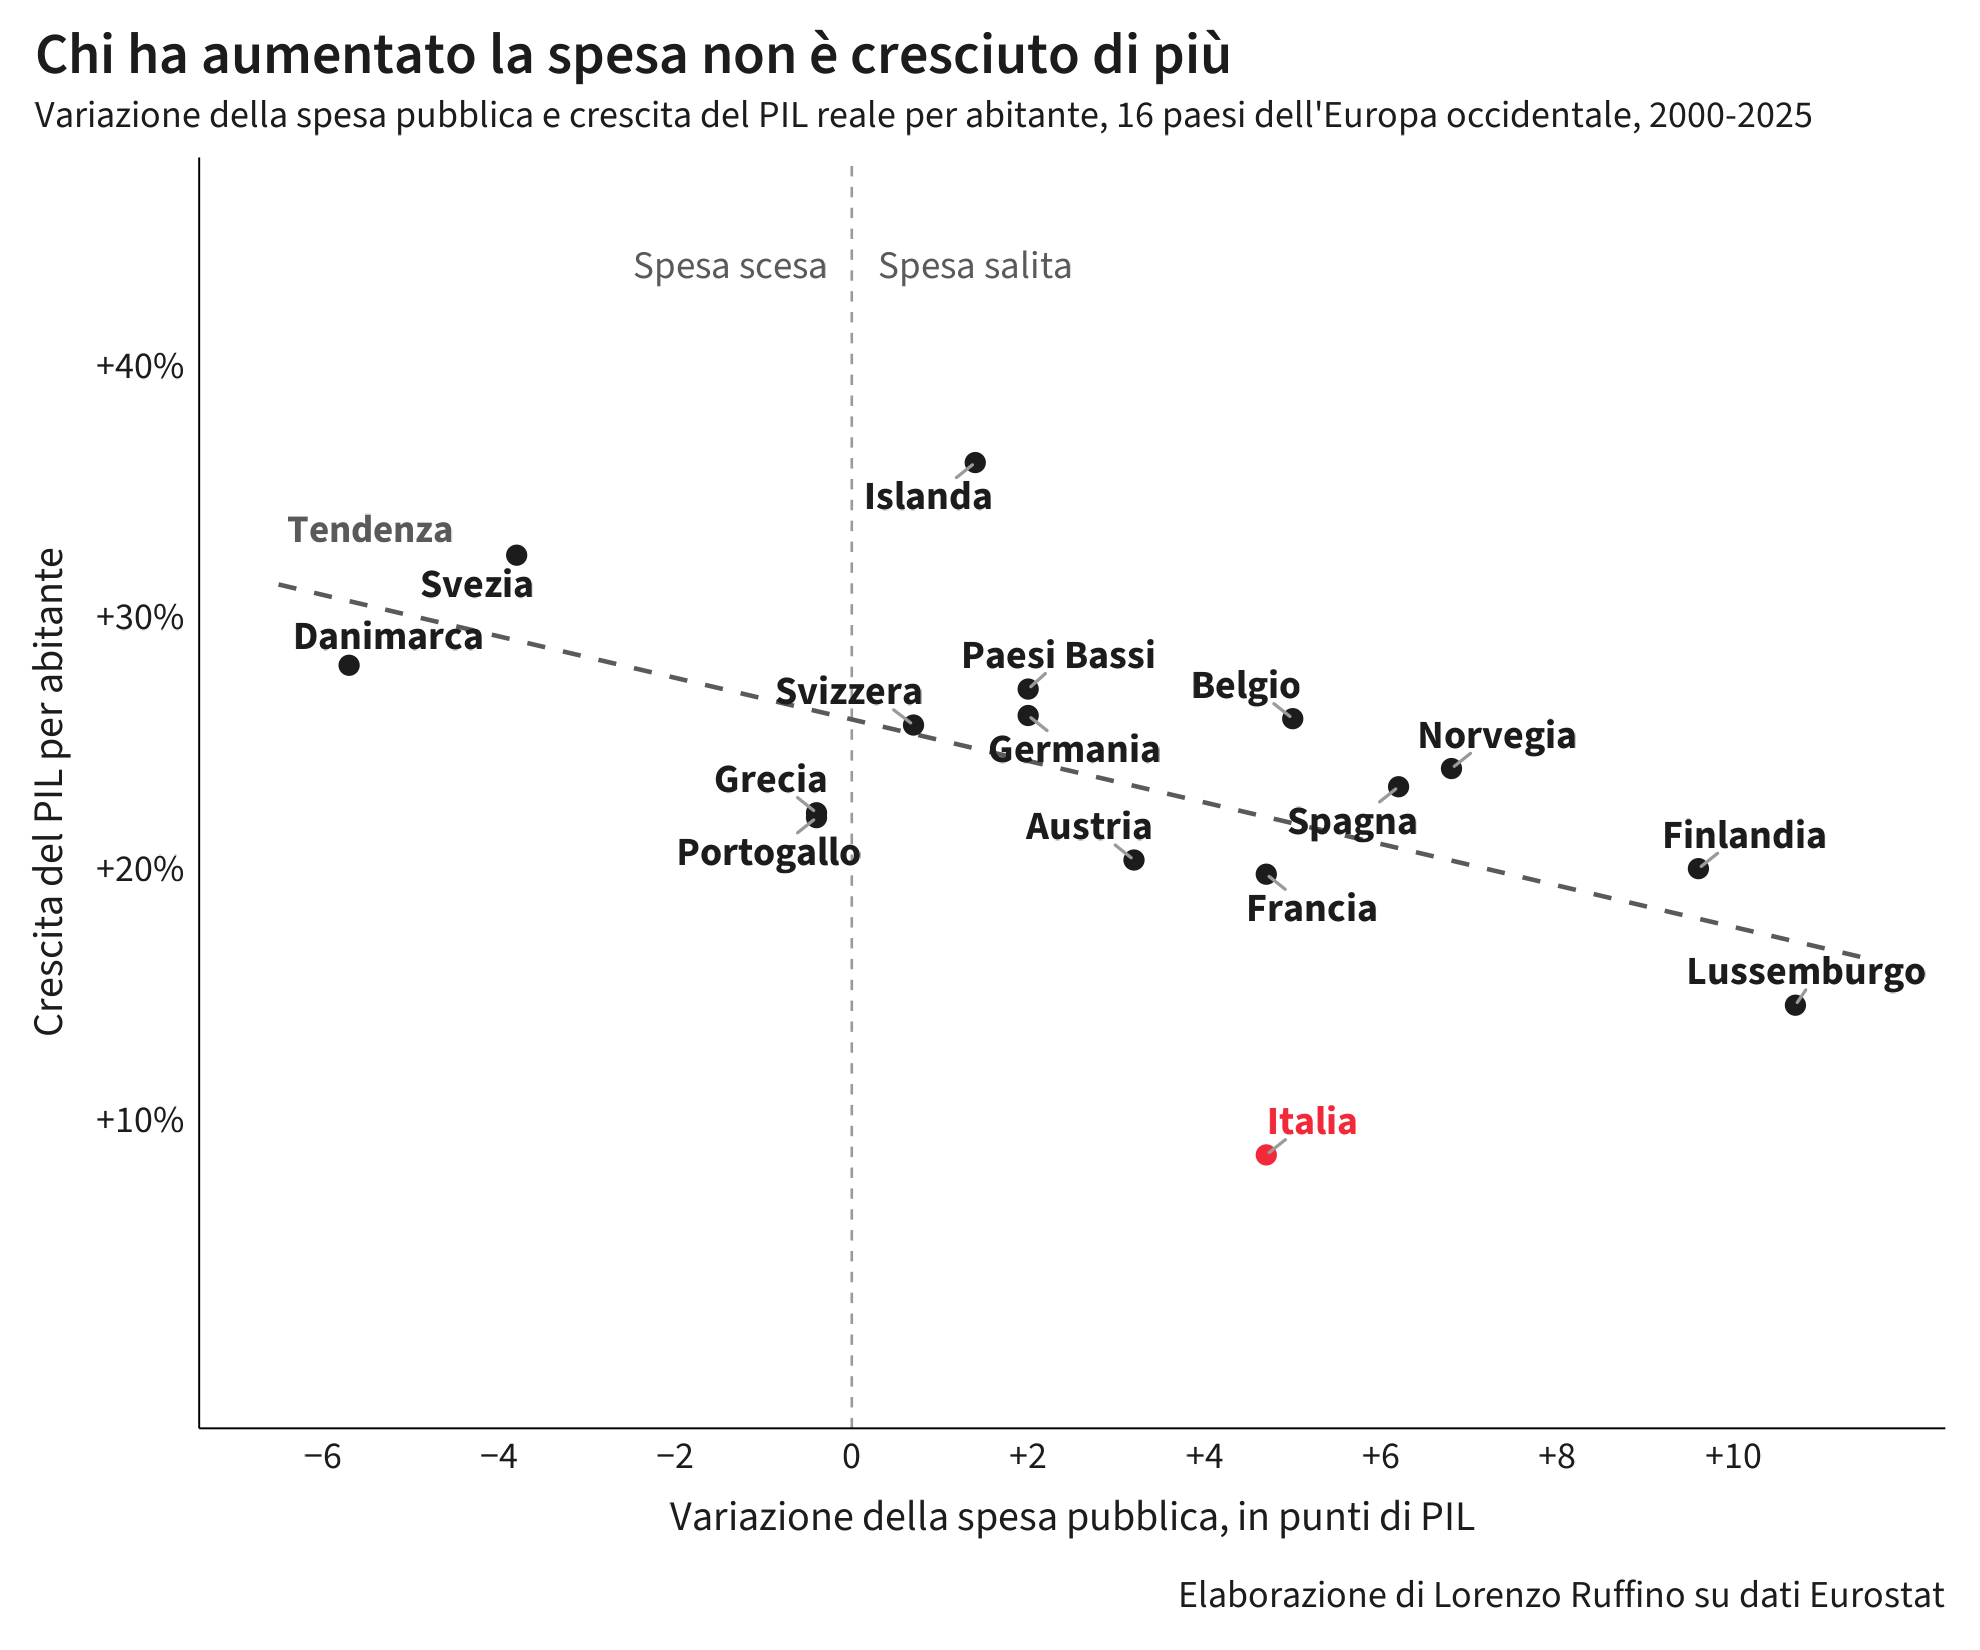 Chi ha aumentato la spesa non è cresciuto di più
Variazione della spesa pubblica e crescita del PIL reale per abitante, 16 paesi dell'Europa occidentale, 2000-2025
Spesa scesa
Spesa salita
+40%
Islanda
Tendenza
Svezia
+30%
Danimarca
Paesi Bassi
Svizzera
Belgio
Germania
Norvegia
Grecia
Austria
Spagna
Finlandia
Portogallo
+20%
Francia
Lussemburgo
+10%
Italia
Crescita del PIL per abitante
−6
−4
−2
0
+2
+4
+6
+8
+10
Variazione della spesa pubblica, in punti di PIL
Elaborazione di Lorenzo Ruffino su dati Eurostat